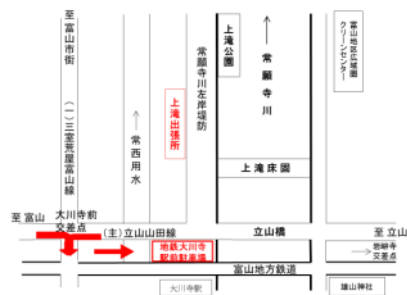 至富山市街
(一)三室荒屋富山線
常西用水
上滝出張所
常願寺川左岸堤防
上滝公園
常願寺川
富山地区広域圏
クリーンセンター
上滝床固
至 富山
大川寺前
交差点
(主)立山山田線
立山橋
至 立山
地鉄大川寺
駅前駐車場
岩峅寺
交差点
富山地方鉄道
大川寺駅
雄山神社